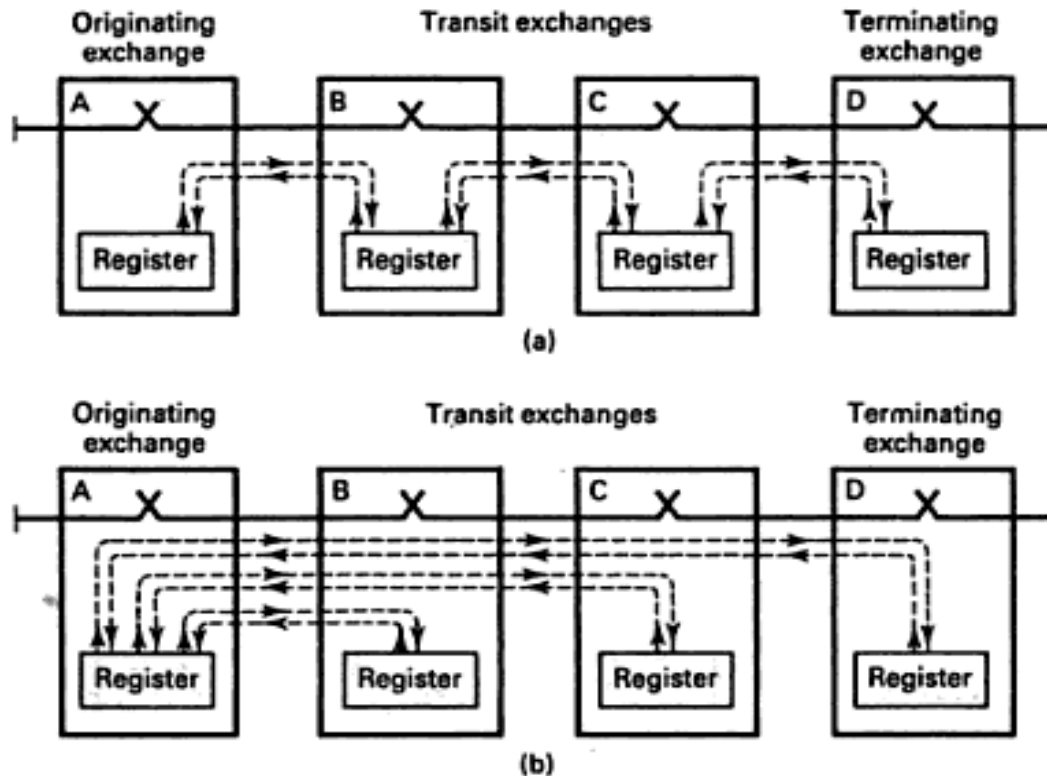 Originating Transit exchanges Terminating
exchange exchange
A B C D
Register Register Register Register
(a)
Originating Transit exchanges Terminating
exchange exchange
A B C D
Register Register Register Register
(b)